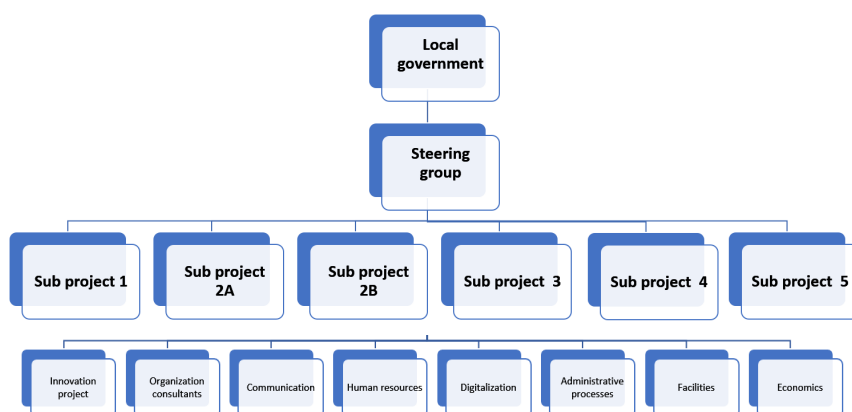 Local
government
Steering
group
Sub project 1
Sub project
2A
Sub project
2B
Sub project 3
Sub project 4
Sub project 5
Innovation
project
Organization
consultants
Communication
Human resources
Digitalization
Administrative
processes
Facilities
Economics